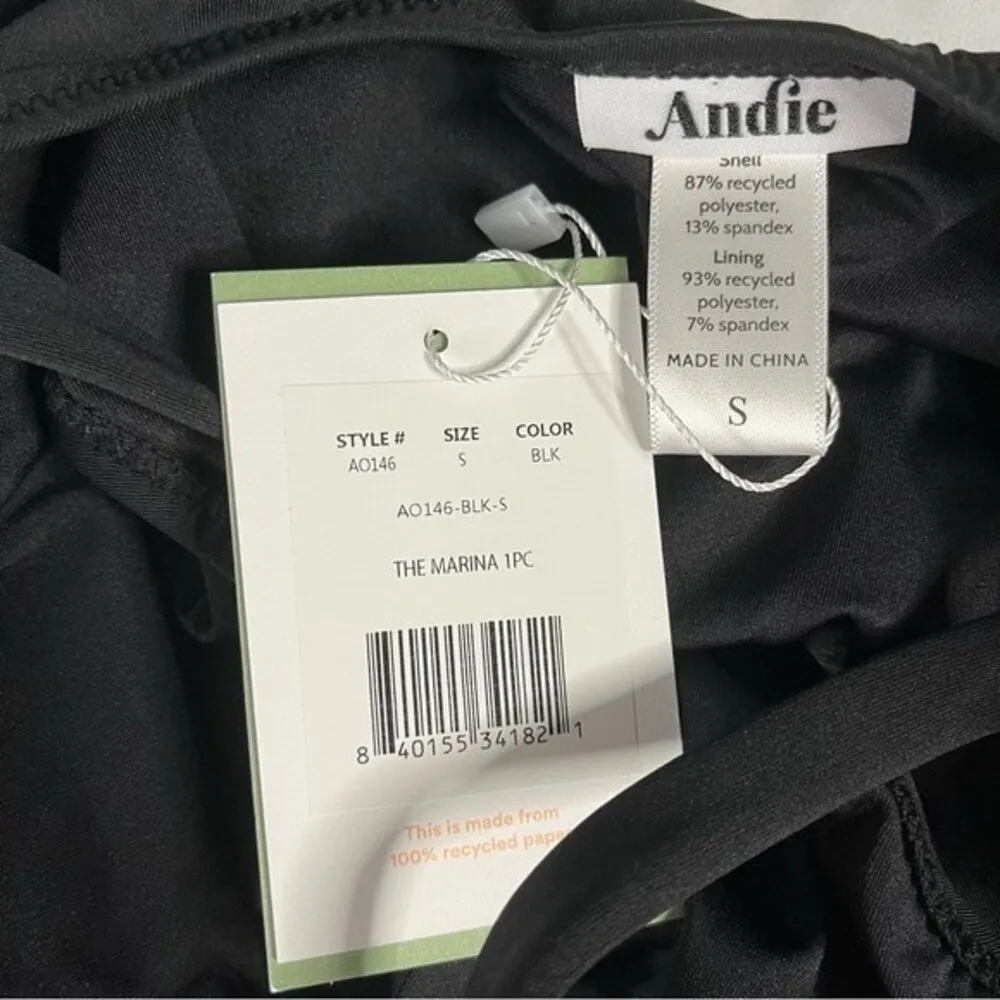 Andie
Shell
87% recycled
polyester,
13% spandex
Lining
93% recycled
polyester,
7% spandex
MADE IN CHINA
S
STYLE # SIZE COLOR
AO146 S BLK
AO146-BLK-S
THE MARINA 1PC
8 40155 34182 1
This is made from
100% recycled pape